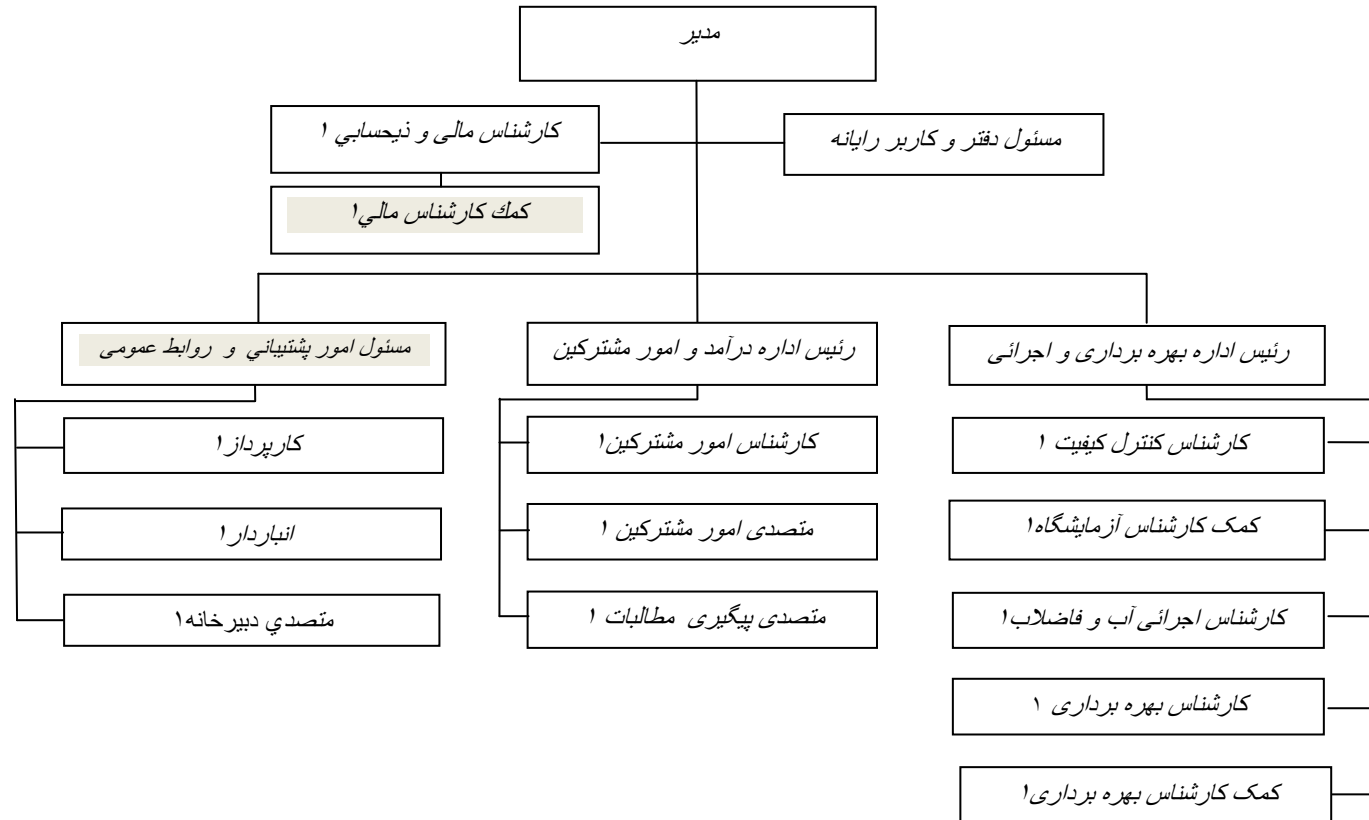 مدیر
کارشناس مالی و ذیحسابي ۱
مسئول دفتر و کاربر رایانه
كمك كارشناس مالي۱
مسئول امور پشتیباني و روابط عمومی
رئیس اداره درآمد و امور مشترکین
رئیس اداره بهره برداری و اجرائی
کارپرداز ۱
کارشناس امور مشترکین۱
کارشناس کنترل کیفیت ۱
انباردار ۱
متصدی امور مشترکین ۱
کمک کارشناس آزمایشگاه۱
متصدي دبیرخانه۱
متصدی پیگیری مطالبات ۱
کارشناس اجرائی آب و فاضلاب۱
کارشناس بهره برداری ۱
کمک کارشناس بهره برداری۱